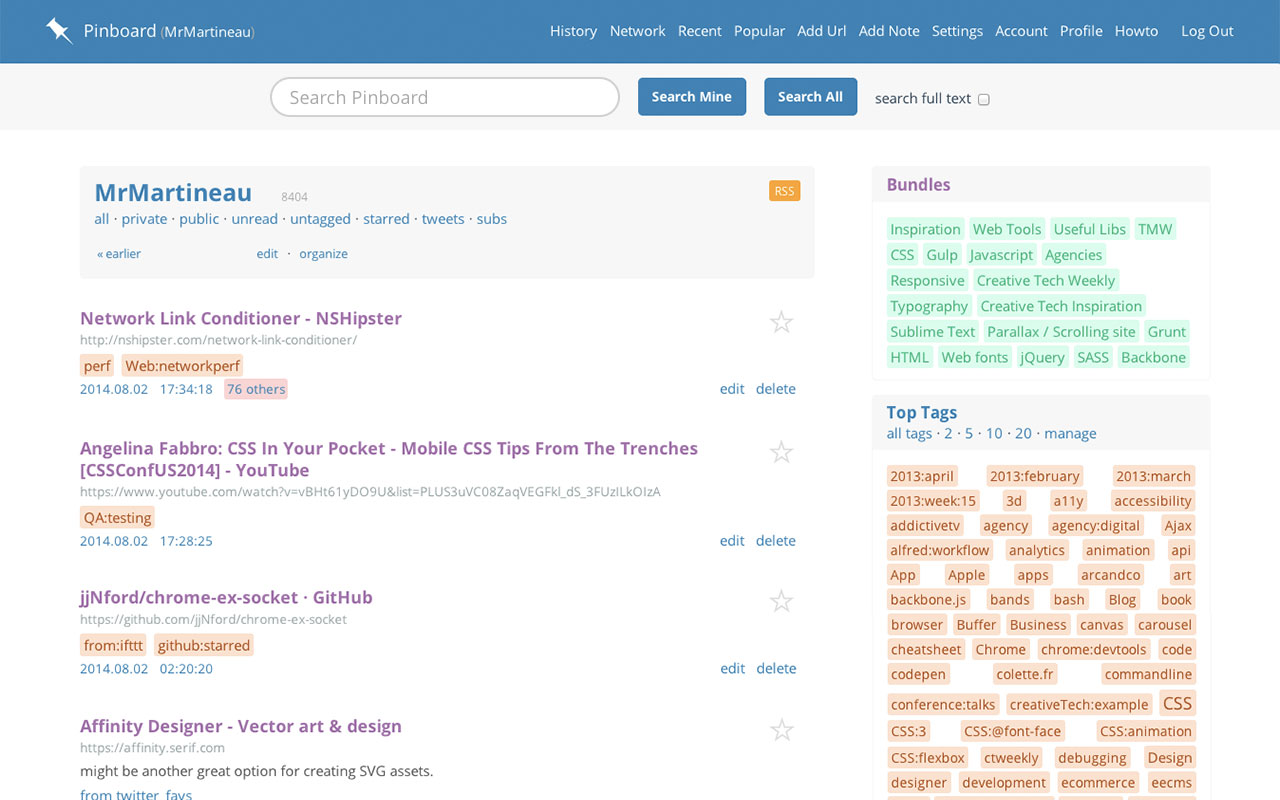 Pinboard (MrMartineau)
History Network Recent Popular Add Url Add Note Settings Account Profile Howto Log Out
Search Pinboard Search Mine Search All search full text
MrMartineau 8404 RSS
all · private · public · unread · untagged · starred · tweets · subs
« earlier edit · organize
Network Link Conditioner - NSHipster
http://nshipster.com/network-link-conditioner/
perf Web:networkperf
2014.08.02 17:34:18 76 others edit delete
Angelina Fabbro: CSS In Your Pocket - Mobile CSS Tips From The Trenches
[CSSConfUS2014] - YouTube
https://www.youtube.com/watch?v=vBHt61yDO9U&list=PLUS3uVC08ZaqVEGFkl_dS_3FUzILkOIzA
QA:testing
2014.08.02 17:28:25 edit delete
jjNford/chrome-ex-socket · GitHub
https://github.com/jjNford/chrome-ex-socket
from:ifttt github:starred
2014.08.02 02:20:20 edit delete
Affinity Designer - Vector art & design
https://affinity.serif.com
might be another great option for creating SVG assets.
from twitter_favs
Bundles
Inspiration Web Tools Useful Libs TMW
CSS Gulp Javascript Agencies
Responsive Creative Tech Weekly
Typography Creative Tech Inspiration
Sublime Text Parallax / Scrolling site Grunt
HTML Web fonts jQuery SASS Backbone
Top Tags
all tags · 2 · 5 · 10 · 20 · manage
2013:april 2013:february 2013:march
2013:week:15 3d a11y accessibility
addictivetv agency agency:digital Ajax
alfred:workflow analytics animation api
App Apple apps arcandco art
backbone.js bands bash Blog book
browser Buffer Business canvas carousel
cheatsheet Chrome chrome:devtools code
codepen colette.fr commandline
conference:talks creativeTech:example CSS
CSS:3 CSS:@font-face CSS:animation
CSS:flexbox ctweekly debugging Design
designer development ecommerce eecms